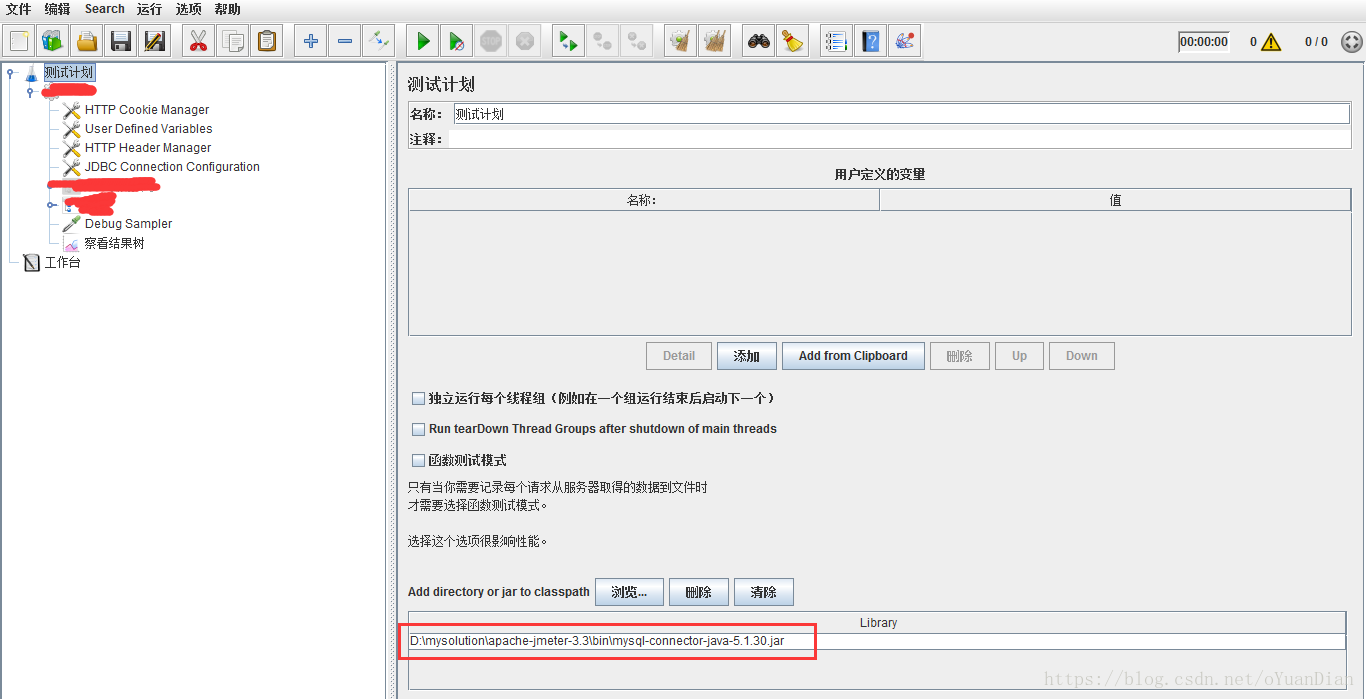 文件 编辑 Search 运行 选项 帮助
STOP
00:00:00 0 0 / 0
测试计划
HTTP Cookie Manager
User Defined Variables
HTTP Header Manager
JDBC Connection Configuration
Debug Sampler
察看结果树
工作台
测试计划
名称： 测试计划
注释：
用户定义的变量
名称： 值
Detail 添加 Add from Clipboard 删除 Up Down
独立运行每个线程组（例如在一个组运行结束后启动下一个）
Run tearDown Thread Groups after shutdown of main threads
函数测试模式
只有当你需要记录每个请求从服务器取得的数据到文件时
才需要选择函数测试模式。
选择这个选项很影响性能。
Add directory or jar to classpath 浏览... 删除 清除
Library
D:\mysolution\apache-jmeter-3.3\bin\mysql-connector-java-5.1.30.jar
https://blog.csdn.net/oYuanDian